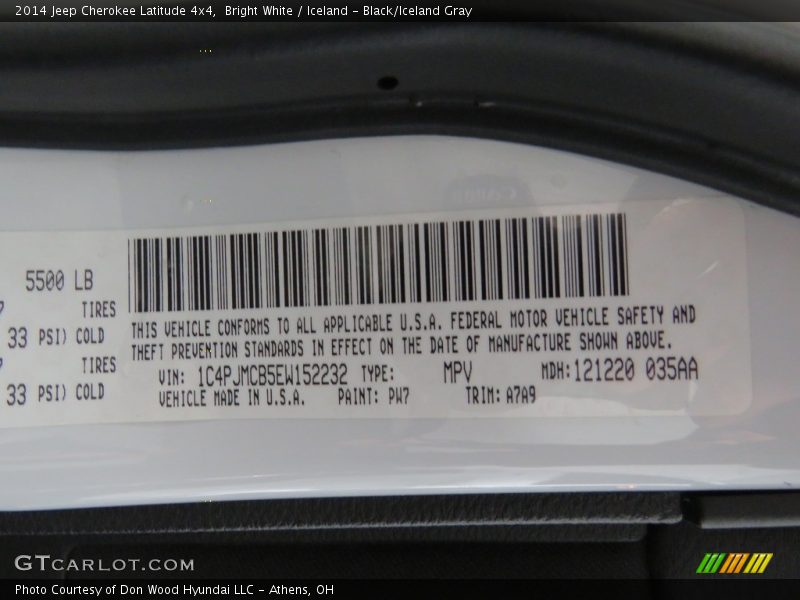 2014 Jeep Cherokee Latitude 4x4,  Bright White / Iceland - Black/Iceland Gray
5500 LB
7 TIRES
33 PSI) COLD
7 TIRES
33 PSI) COLD
THIS VEHICLE CONFORMS TO ALL APPLICABLE U.S.A. FEDERAL MOTOR VEHICLE SAFETY AND
THEFT PREVENTION STANDARDS IN EFFECT ON THE DATE OF MANUFACTURE SHOWN ABOVE.
VIN: 1C4PJMCB5EW152232 TYPE: MPV MDH:121220 035AA
VEHICLE MADE IN U.S.A. PAINT: PW7 TRIM: A7A9
GTCARLOT.COM
Photo Courtesy of Don Wood Hyundai LLC - Athens, OH